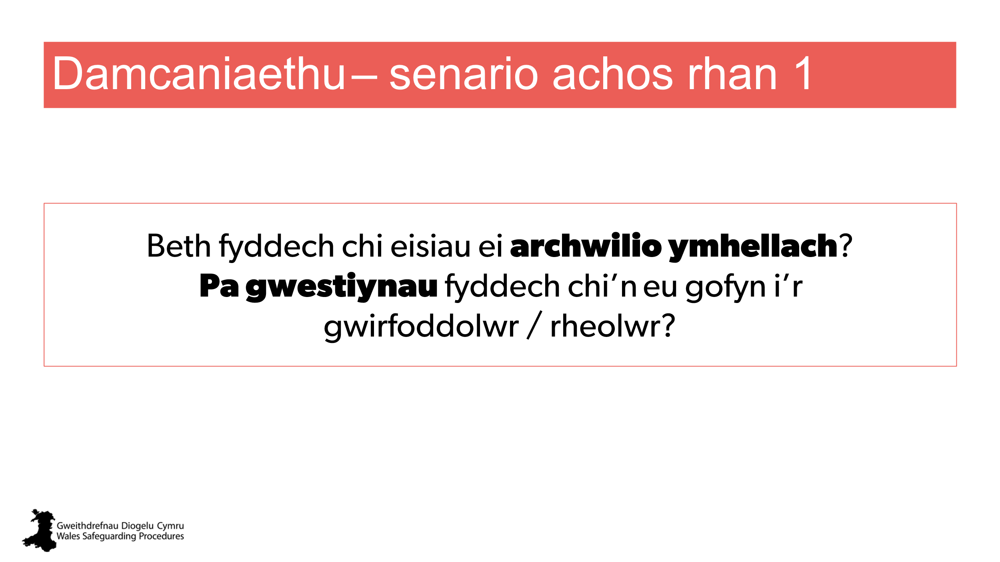 Damcaniaethu – senario achos rhan 1
Beth fyddech chi eisiau ei archwilio ymhellach?
Pa gwestiynau fyddech chi’n eu gofyn i’r
gwirfoddolwr / rheolwr?
Gweithdrefnau Diogelu Cymru
Wales Safeguarding Procedures